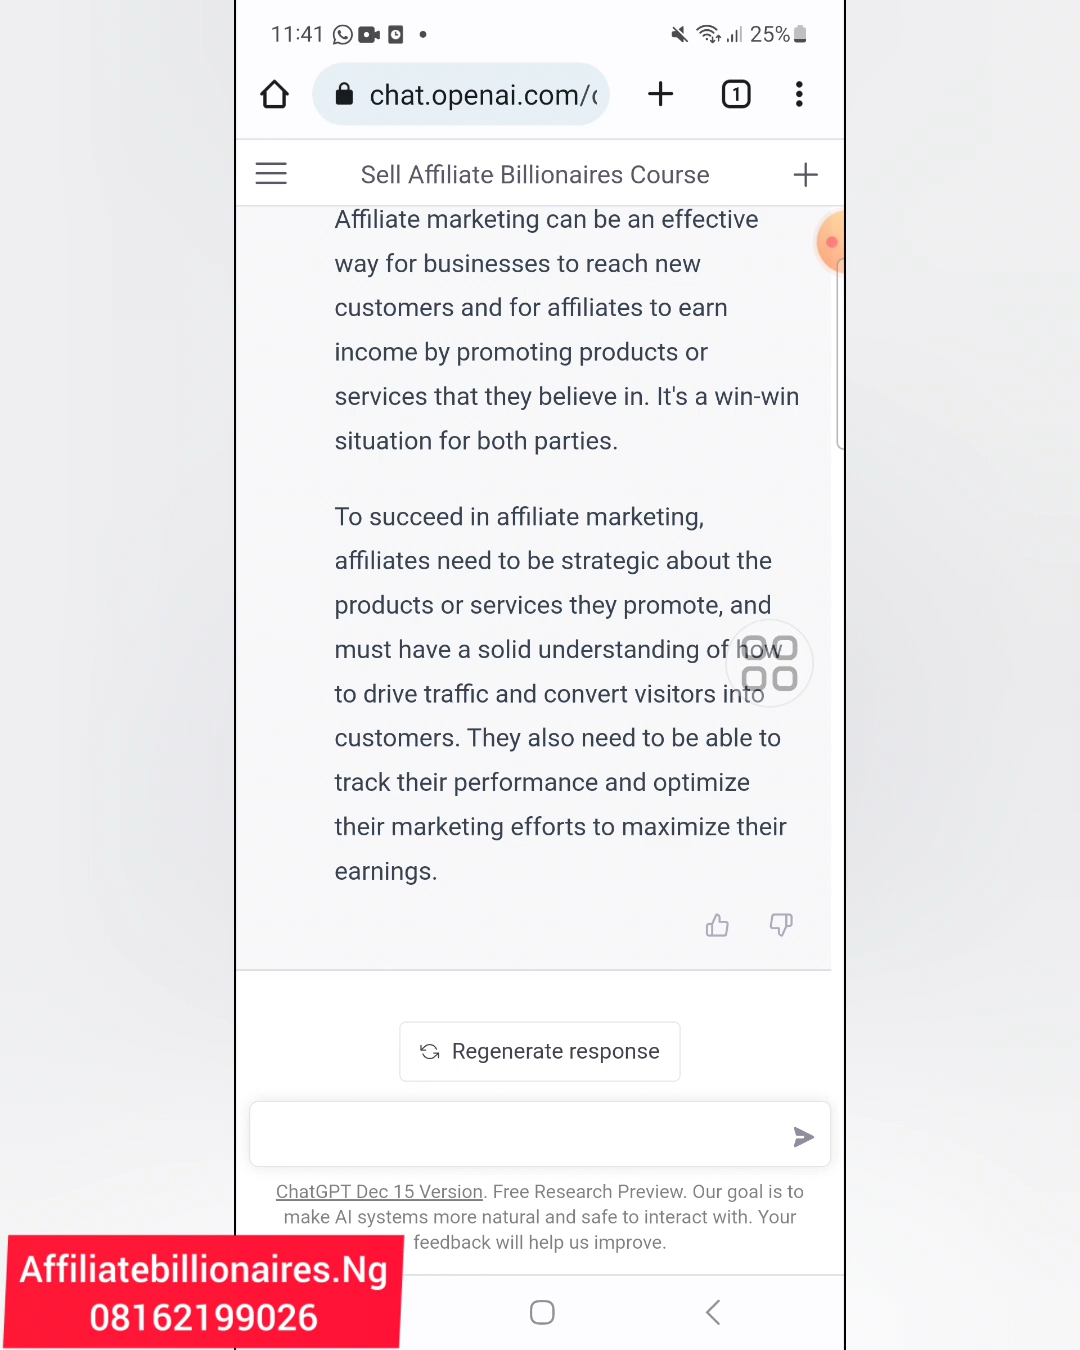 11:41
25%
chat.openai.com/
1
Sell Affiliate Billionaires Course
Affiliate marketing can be an effective
way for businesses to reach new
customers and for affiliates to earn
income by promoting products or
services that they believe in. It's a win-win
situation for both parties.
To succeed in affiliate marketing,
affiliates need to be strategic about the
products or services they promote, and
must have a solid understanding of how
to drive traffic and convert visitors into
customers. They also need to be able to
track their performance and optimize
their marketing efforts to maximize their
earnings.
Regenerate response
ChatGPT Dec 15 Version. Free Research Preview. Our goal is to
make AI systems more natural and safe to interact with. Your
feedback will help us improve.
Affiliatebillionaires.Ng
08162199026